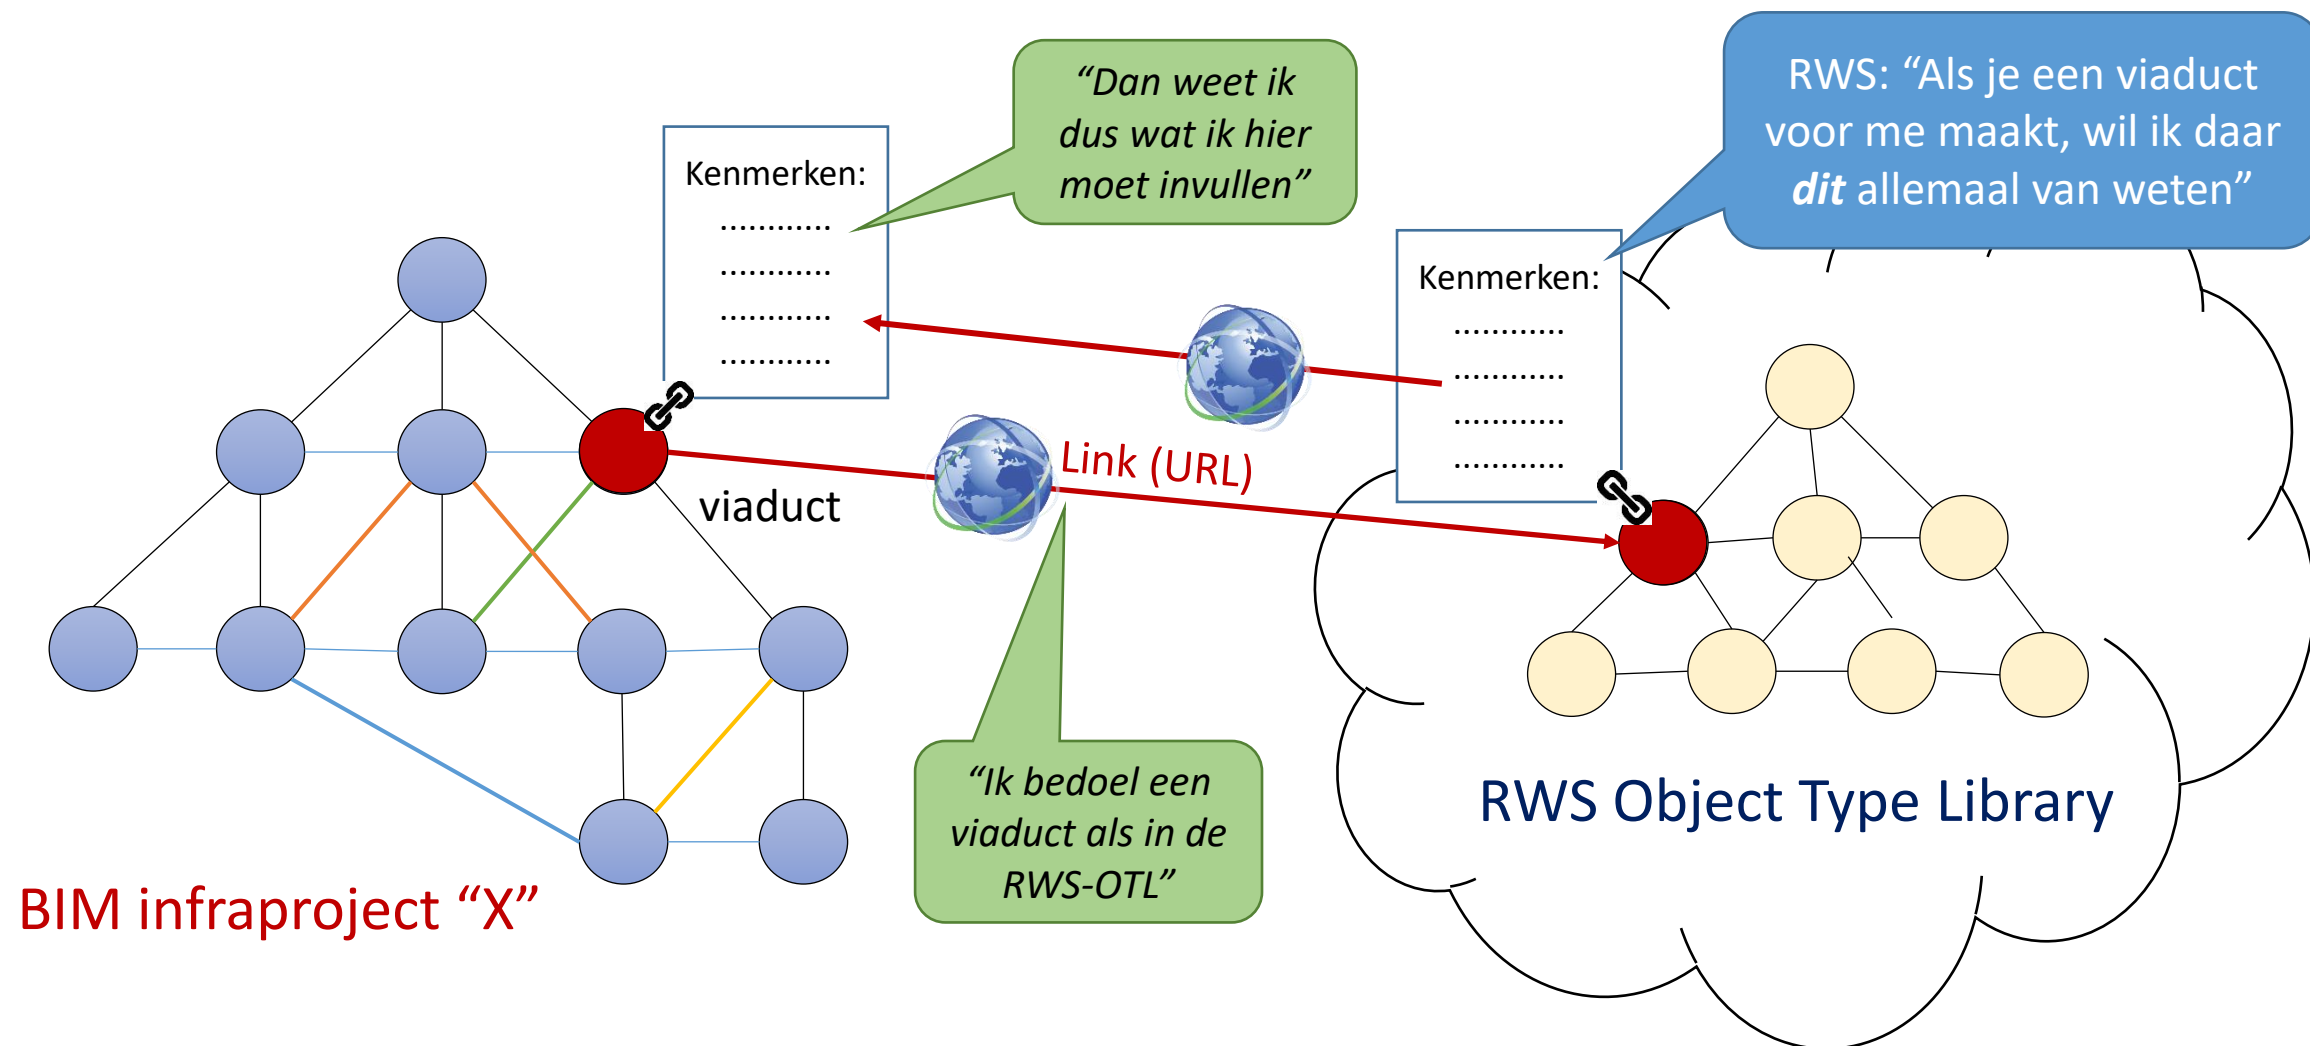 “Dan weet ik
dus wat ik hier
moet invullen”
RWS: “Als je een viaduct
voor me maakt, wil ik daar
dit allemaal van weten”
Kenmerken:
............
............
............
............
Kenmerken:
............
............
............
............
Link (URL)
viaduct
“Ik bedoel een
viaduct als in de
RWS-OTL”
RWS Object Type Library
BIM infraproject “X”